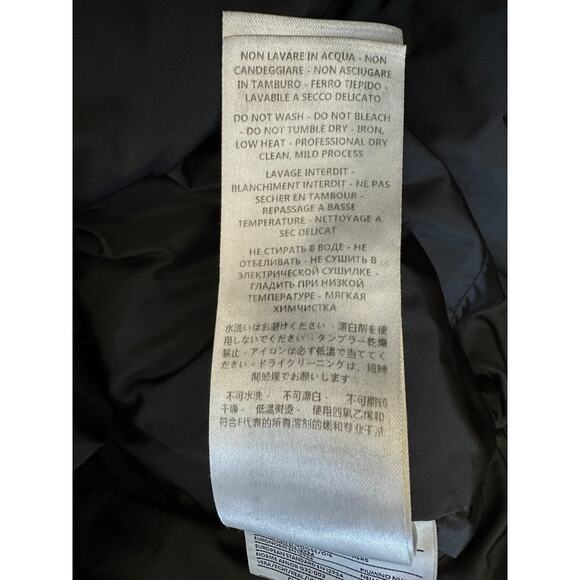 NON LAVARE IN ACQUA - NON
CANDEGGIARE - NON ASCIUGARE
IN TAMBURO - FERRO TIEPIDO -
LAVABILE A SECCO DELICATO
DO NOT WASH - DO NOT BLEACH
- DO NOT TUMBLE DRY - IRON,
LOW HEAT - PROFESSIONAL DRY
CLEAN, MILD PROCESS
LAVAGE INTERDIT -
BLANCHIMENT INTERDIT - NE PAS
SECHER EN TAMBOUR -
REPASSAGE A BASSE
TEMPERATURE - NETTOYAGE A
SEC DELICAT
НЕ СТИРАТЬ В ВОДЕ - НЕ
ОТБЕЛИВАТЬ - НЕ СУШИТЬ В
ЭЛЕКТРИЧЕСКОЙ СУШИЛКЕ -
ГЛАДИТЬ ПРИ НИЗКОЙ
ТЕМПЕРАТУРЕ - МЯГКАЯ
ХИМЧИСТКА
水洗いはお避けください - 漂白剤を使
用しないでください - タンブラー乾燥
禁止 - アイロンは必ず低温で当ててく
ださい - ドライクリーニングは、短時
間処理でお願いします
不可水洗 - 不可漂白 - 不可滚筒
干燥 - 低温熨烫 - 使用四氯乙烯和
符合F代表的所有溶剂的缓和专业干洗
EUROPEAN STANDARD EN 12934
PIUMINO